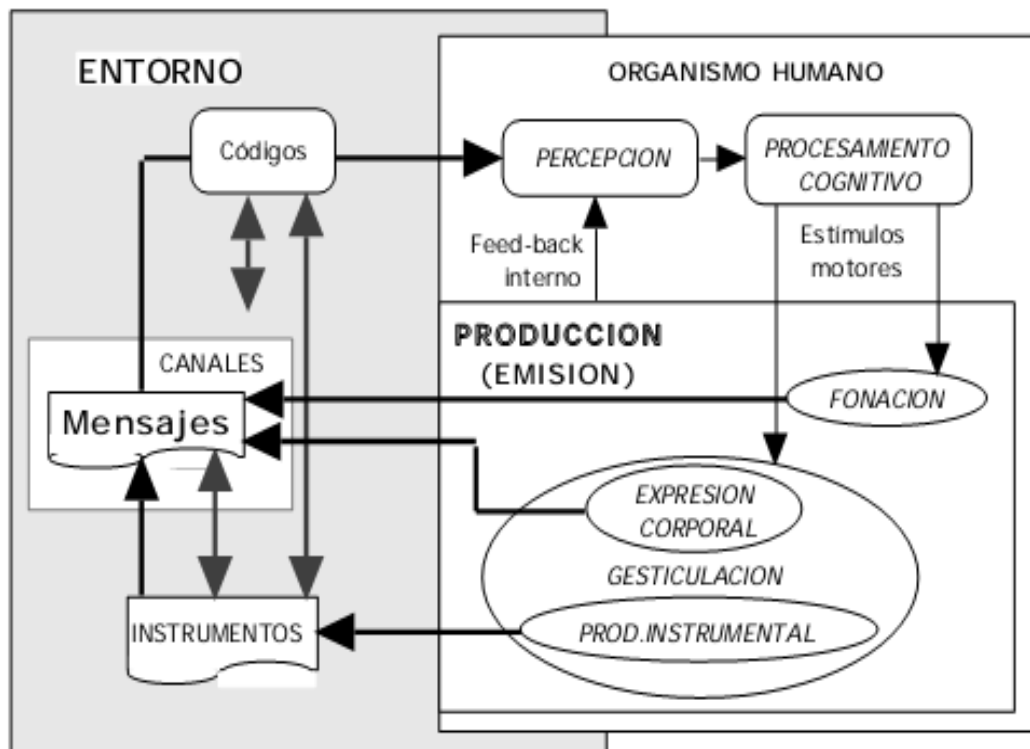 ENTORNO
ORGANISMO HUMANO
Códigos
PERCEPCION
PROCESAMIENTO
COGNITIVO
Feed-back
interno
Estimulos
motores
PRODUCCION
(EMISION)
CANALES
Mensajes
FONACION
EXPRESION
CORPORAL
GESTICULACION
INSTRUMENTOS
PROD.INSTRUMENTAL